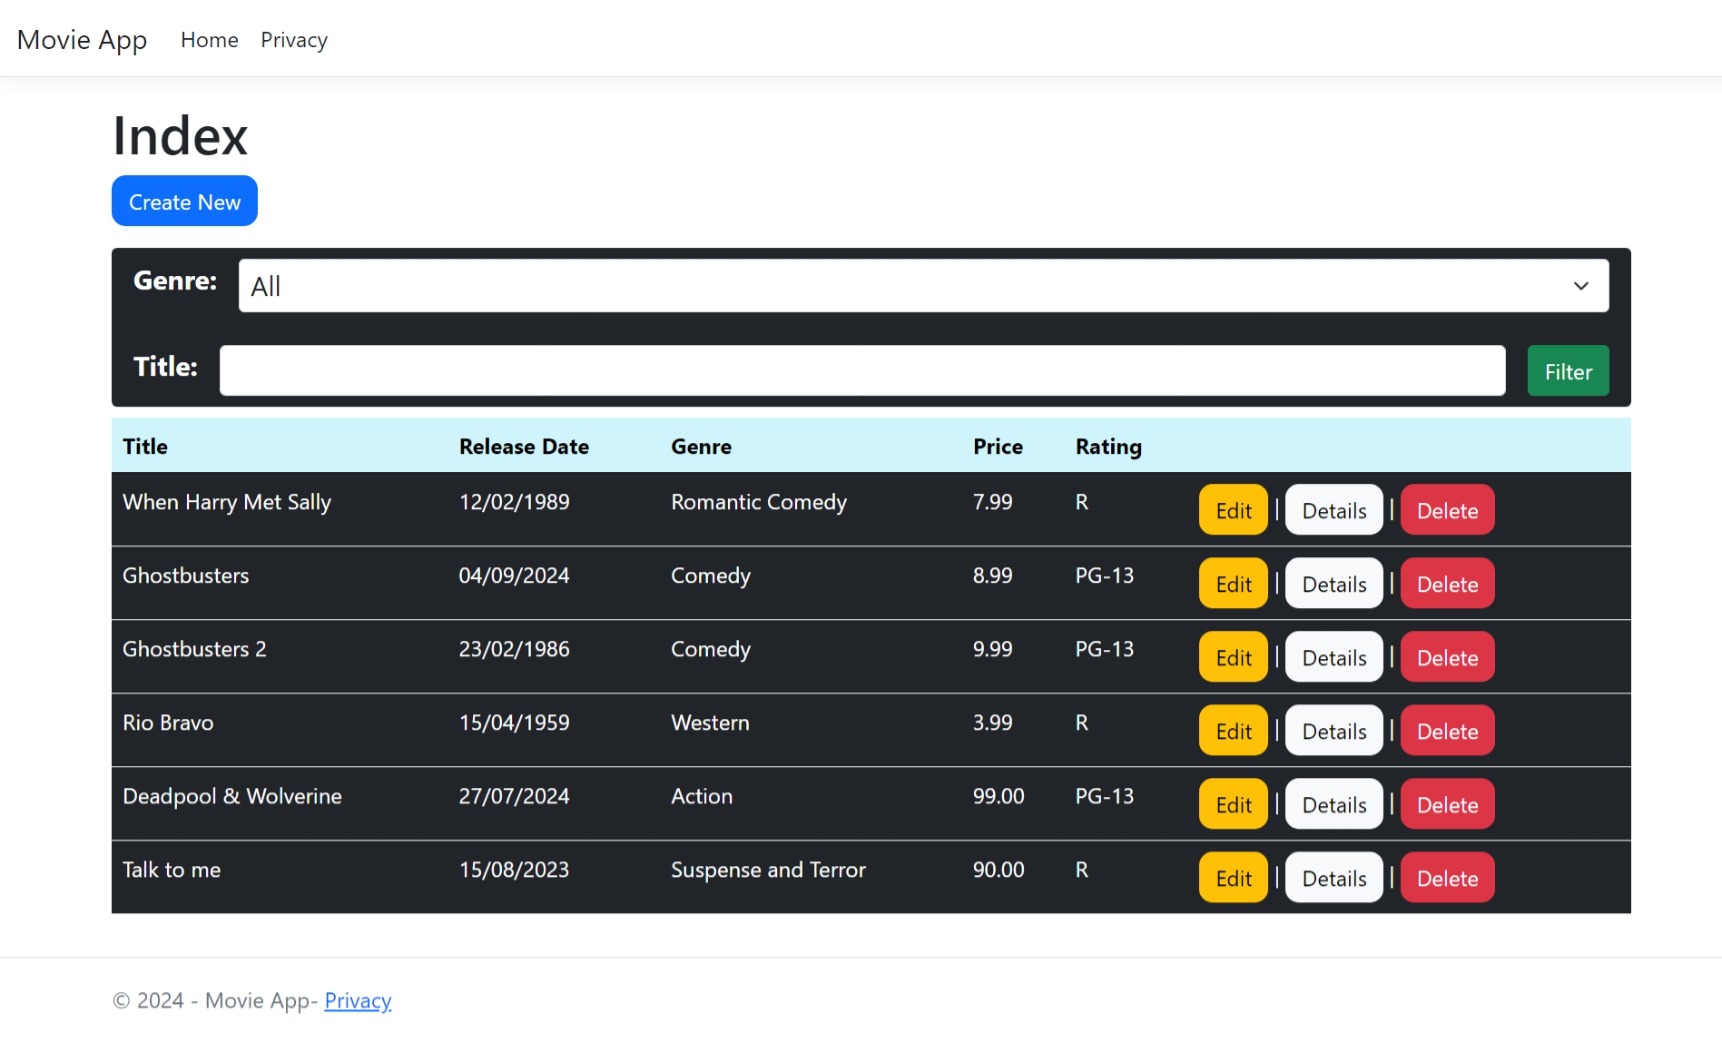 Movie App Home Privacy
Index
Create New
Genre: All
Title: Filter
Title Release Date Genre Price Rating
When Harry Met Sally 12/02/1989 Romantic Comedy 7.99 R Edit | Details | Delete
Ghostbusters 04/09/2024 Comedy 8.99 PG-13 Edit | Details | Delete
Ghostbusters 2 23/02/1986 Comedy 9.99 PG-13 Edit | Details | Delete
Rio Bravo 15/04/1959 Western 3.99 R Edit | Details | Delete
Deadpool & Wolverine 27/07/2024 Action 99.00 PG-13 Edit | Details | Delete
Talk to me 15/08/2023 Suspense and Terror 90.00 R Edit | Details | Delete
© 2024 - Movie App- Privacy